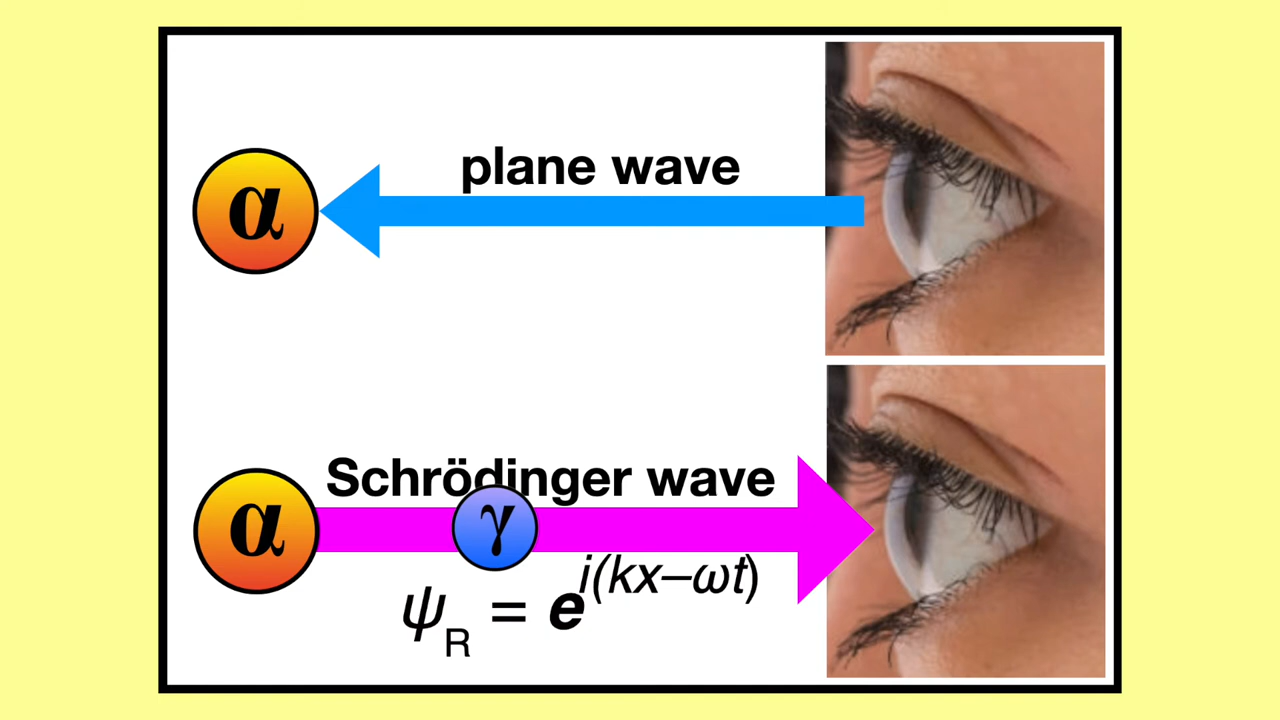 plane wave
α
Schrödinger wave
α
γ
ψR = e^i(kx–ωt)